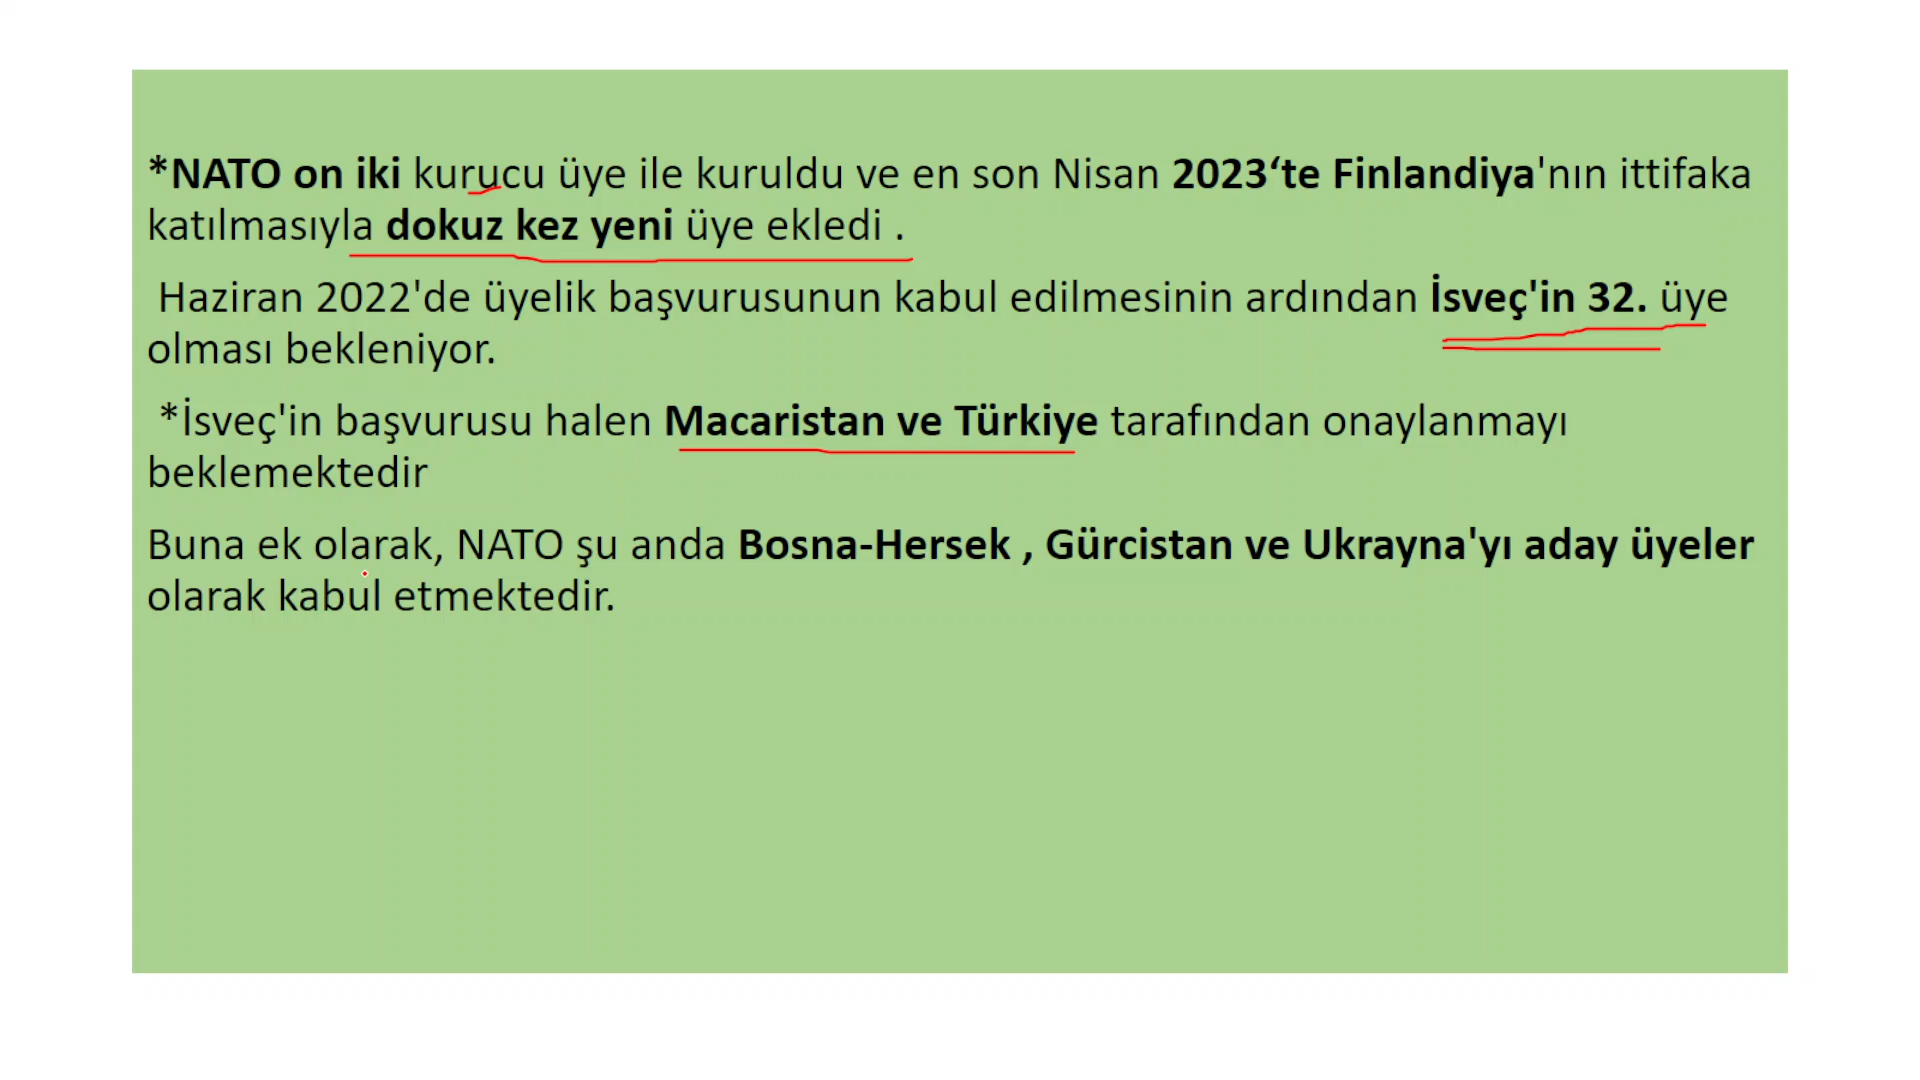 *NATO on iki kurucu üye ile kuruldu ve en son Nisan 2023‘te Finlandiya'nın ittifaka
katılmasıyla dokuz kez yeni üye ekledi .
Haziran 2022'de üyelik başvurusunun kabul edilmesinin ardından İsveç'in 32. üye
olması bekleniyor.
*İsveç'in başvurusu halen Macaristan ve Türkiye tarafından onaylanmayı
beklemektedir
Buna ek olarak, NATO şu anda Bosna-Hersek , Gürcistan ve Ukrayna'yı aday üyeler
olarak kabul etmektedir.